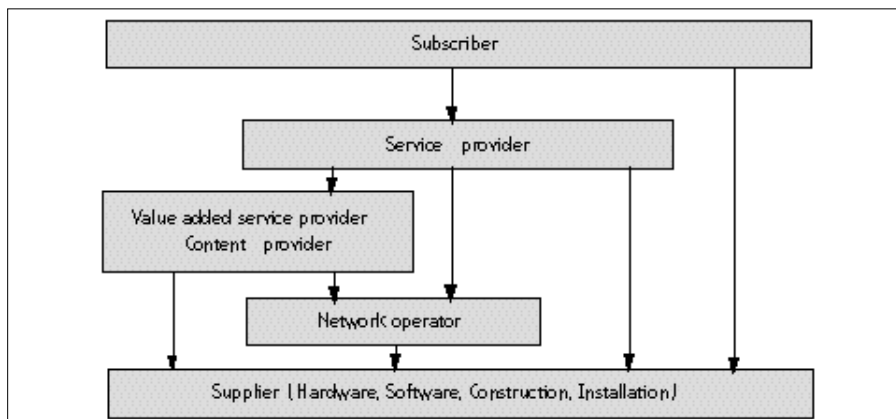 Subscriber
Service provider
Value added service provider
Content provider
Network operator
Supplier (Hardware, Software, Construction, Installation)